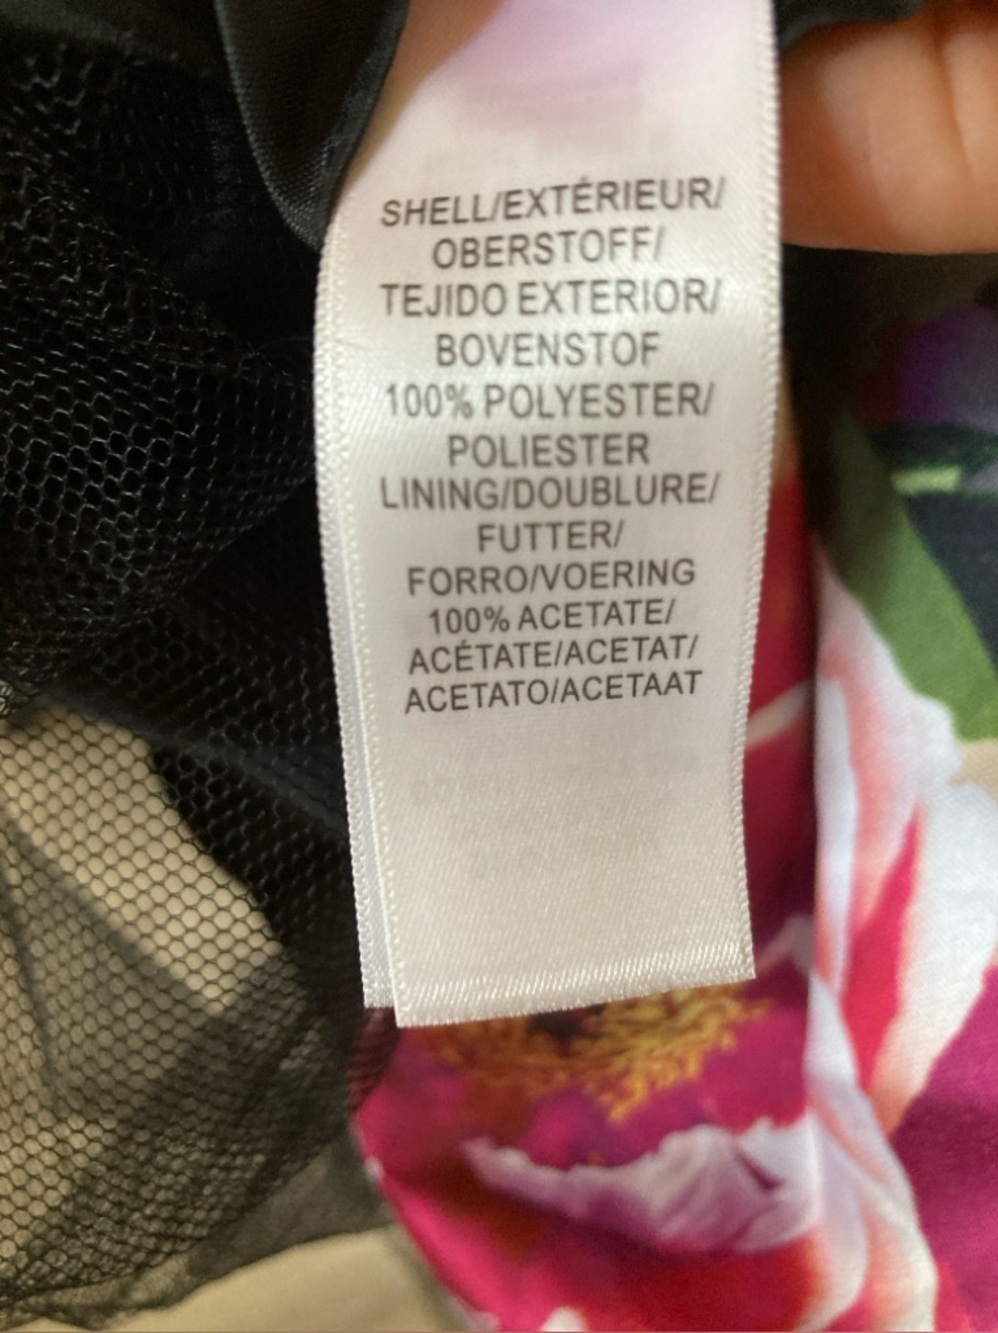 SHELL/EXTÉRIEUR/
OBERSTOFF/
TEJIDO EXTERIOR/
BOVENSTOF
100% POLYESTER/
POLIESTER
LINING/DOUBLURE/
FUTTER/
FORRO/VOERING
100% ACETATE/
ACÉTATE/ACETAT/
ACETATO/ACETAAT